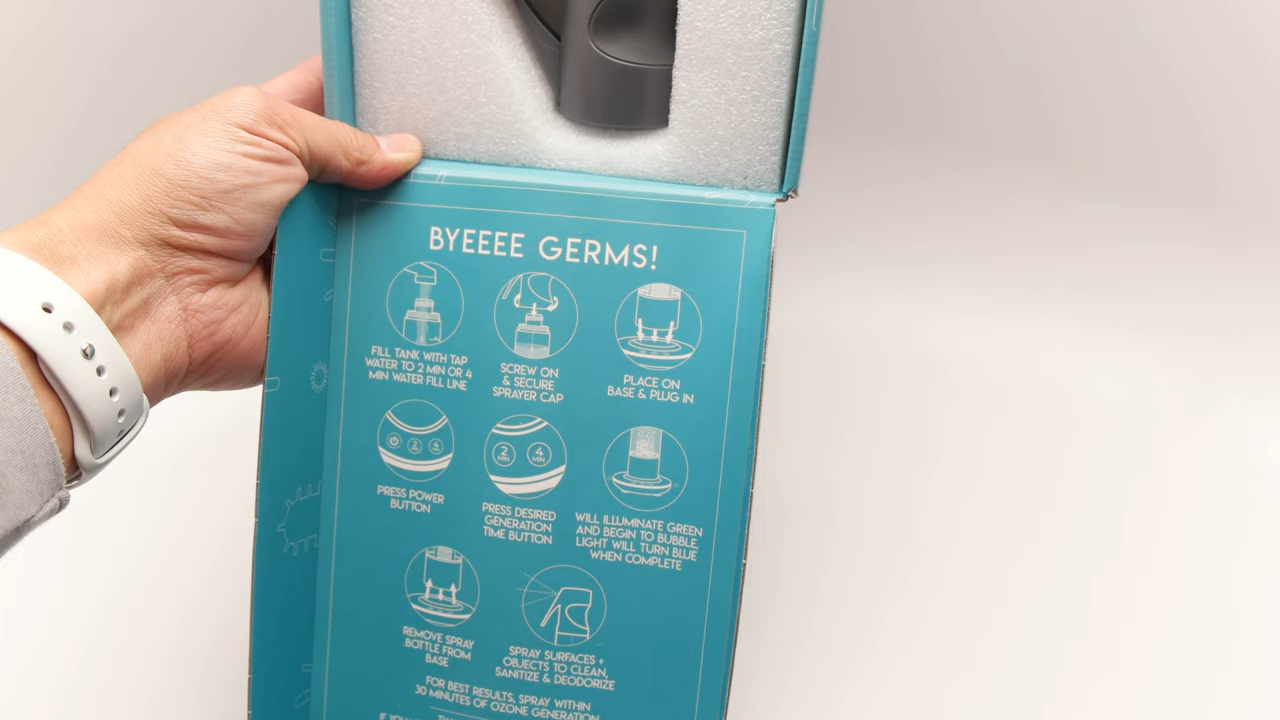 BYEEEE GERMS!
FILL TANK WITH TAP
WATER TO 2 MIN OR 4
MIN WATER FILL LINE
SCREW ON
& SECURE
SPRAYER CAP
PLACE ON
BASE & PLUG IN
2
4
PRESS POWER
BUTTON
2 MIN
4 MIN
PRESS DESIRED
GENERATION
TIME BUTTON
WILL ILLUMINATE GREEN
AND BEGIN TO BUBBLE,
LIGHT WILL TURN BLUE
WHEN COMPLETE
REMOVE SPRAY
BOTTLE FROM
BASE
SPRAY SURFACES +
OBJECTS TO CLEAN,
SANITIZE & DEODORIZE
FOR BEST RESULTS, SPRAY WITHIN
30 MINUTES OF OZONE GENERATION